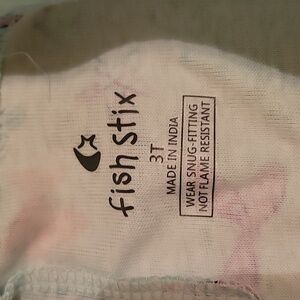 fish stix
3T
MADE IN INDIA
WEAR SNUG-FITTING
NOT FLAME RESISTANT